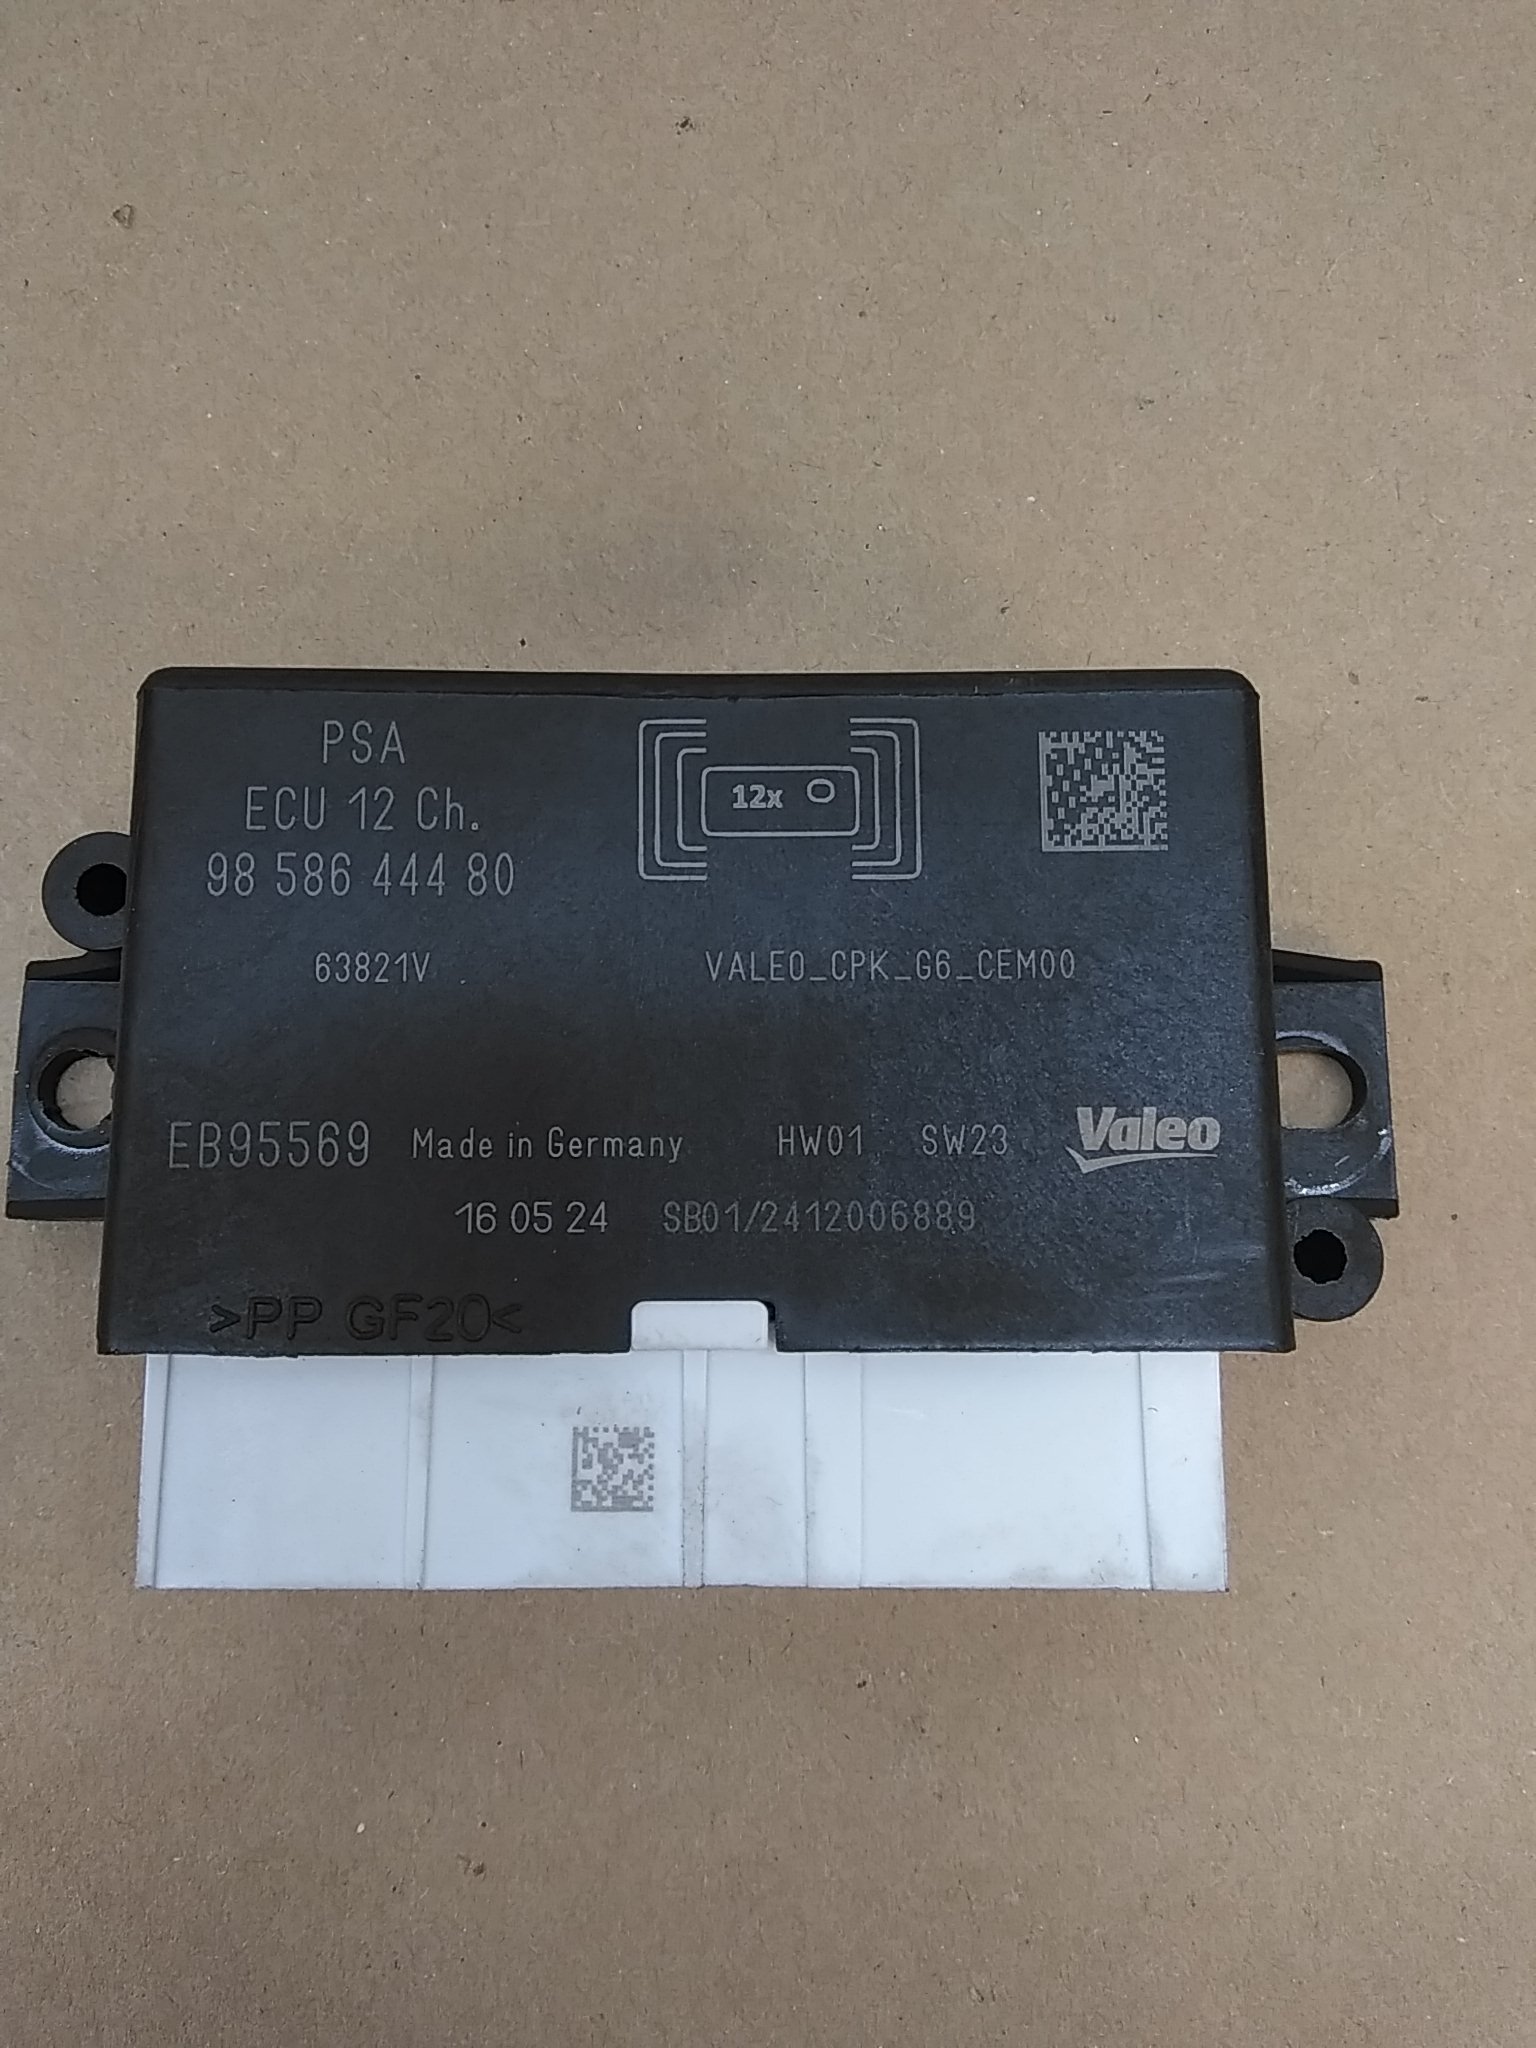 PSA
ECU 12 Ch.
98 586 444 80
12x
63821V
VALEO_CPK_G6_CEM00
EB95569 Made in Germany HW01 SW23 Valeo
16 05 24 SB01/2412006889
>PP GF20<